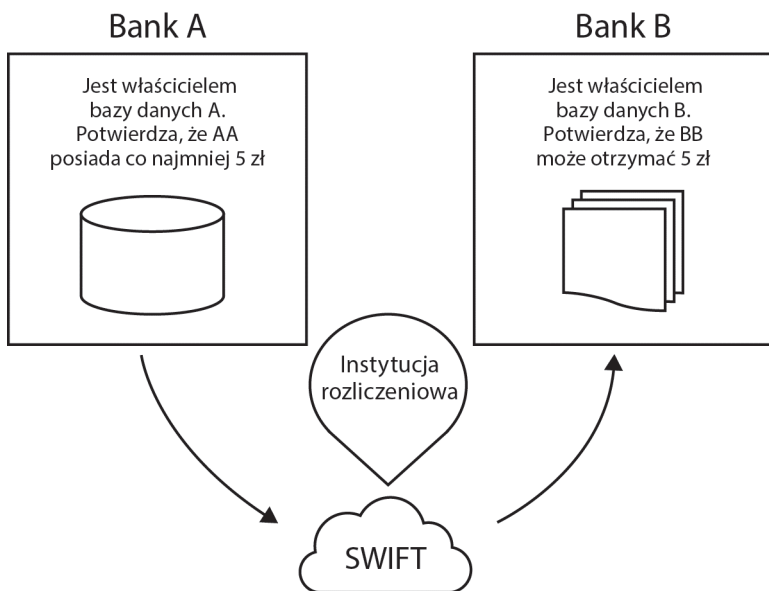 Bank A
Jest właścicielem
bazy danych A.
Potwierdza, że AA
posiada co najmniej 5 zł
Bank B
Jest właścicielem
bazy danych B.
Potwierdza, że BB
może otrzymać 5 zł
Instytucja
rozliczeniowa
SWIFT